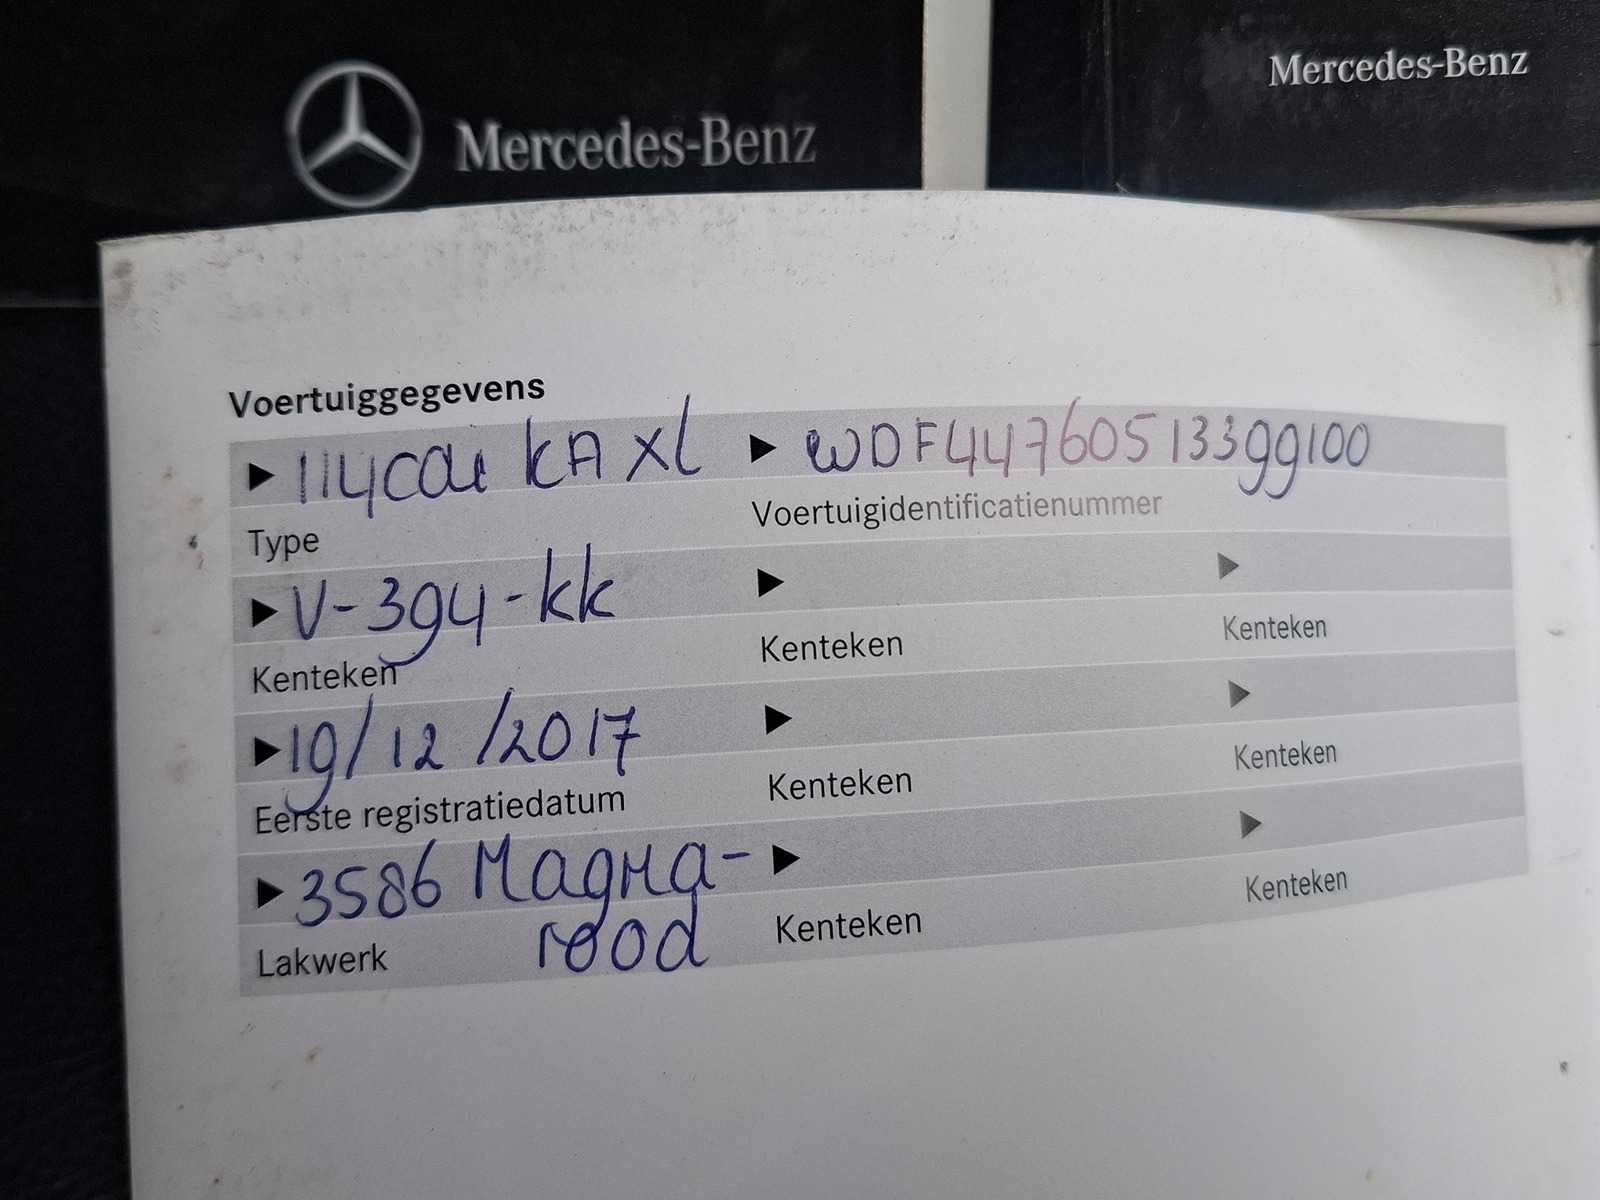 Mercedes-Benz
Mercedes-Benz
Voertuiggegevens
114CDI KA XL
WDF44760513399100
Type
Voertuigidentificatienummer
V-394-kk
Kenteken
Kenteken
Kenteken
19/12/2017
Eerste registratiedatum
Kenteken
Kenteken
3586 Magma-
rood
Lakwerk
Kenteken
Kenteken